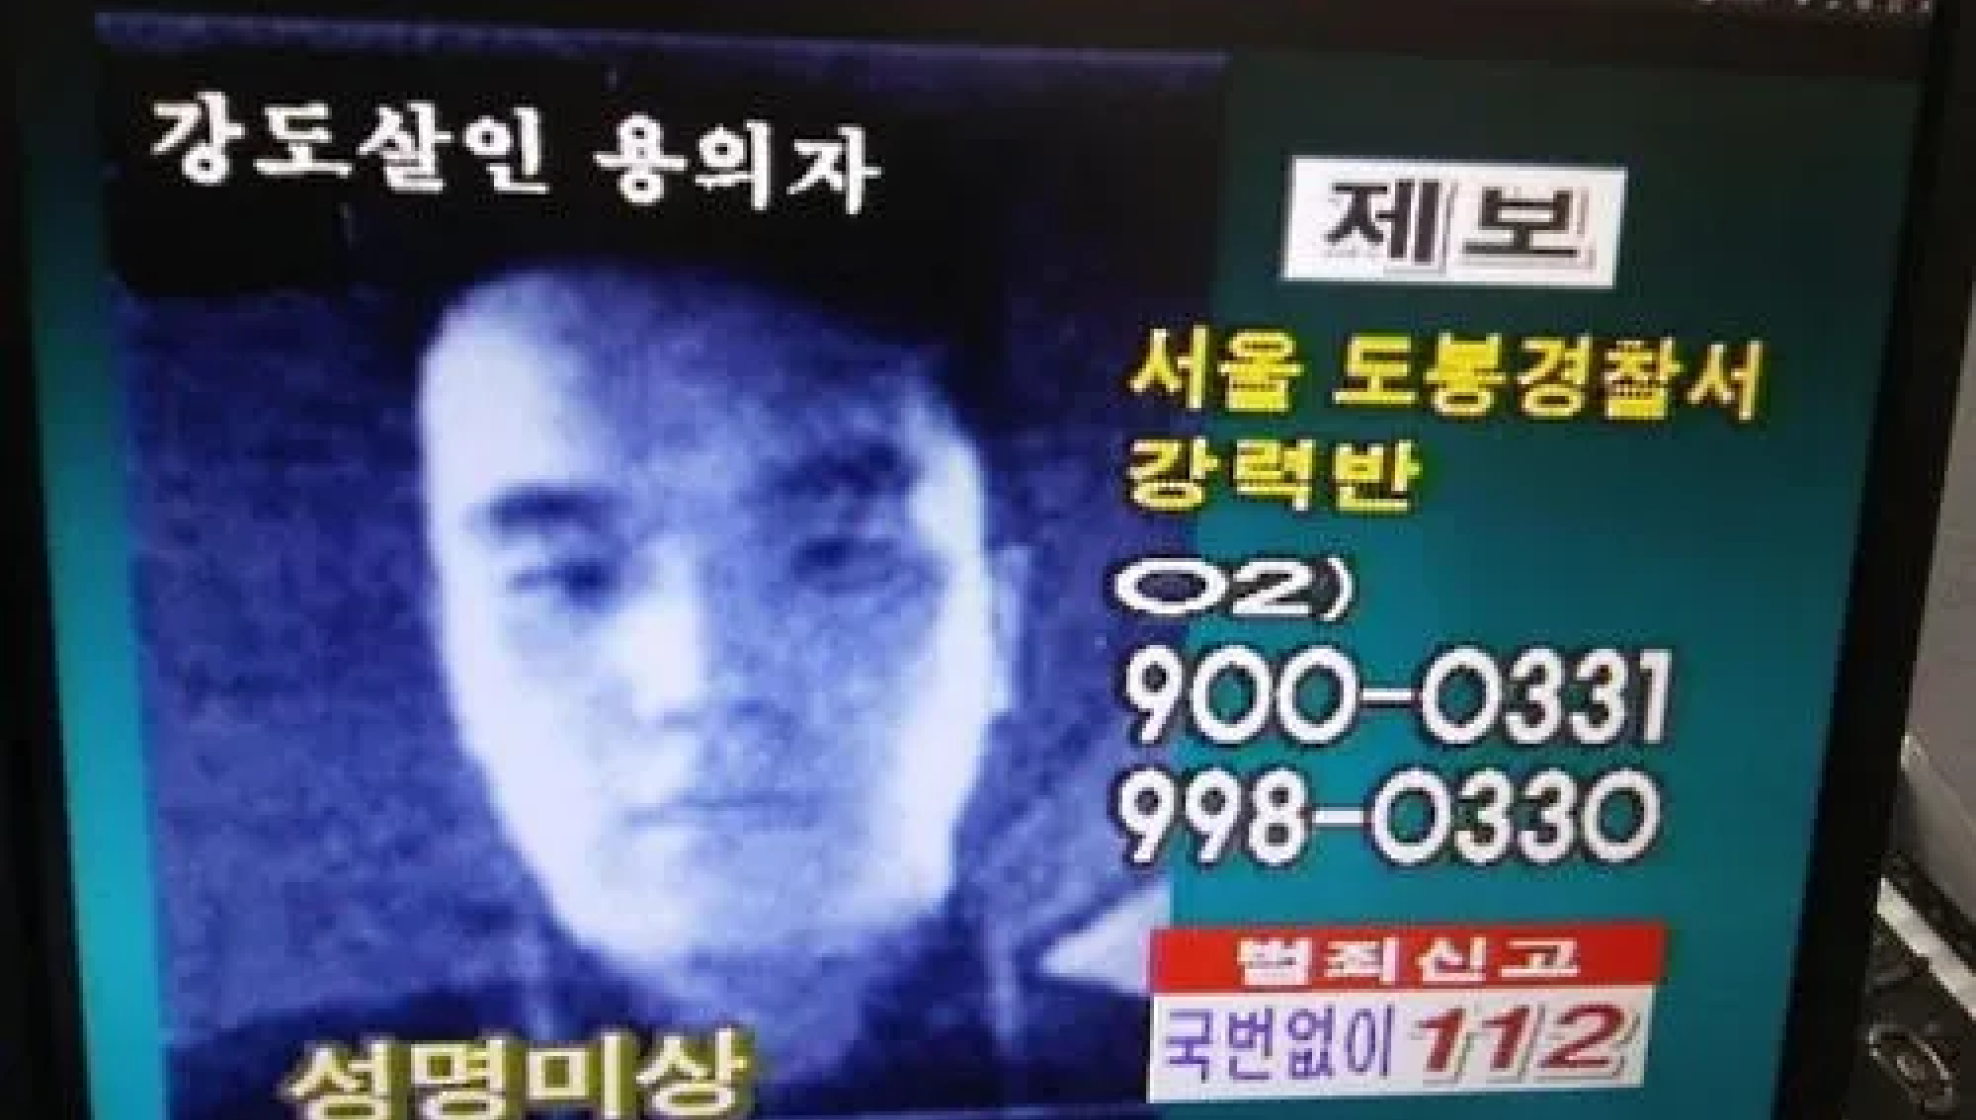 강도살인 용의자
제보
서울 도봉경찰서
강력반
02)
900-0331
998-0330
범죄신고
국번없이 112
성명미상